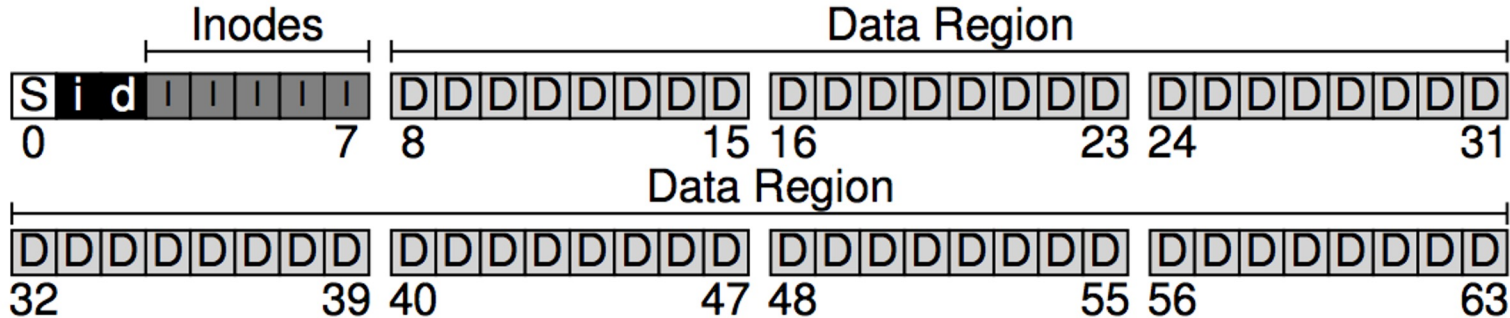 Inodes Data Region
S i d I I I I I D D D D D D D D D D D D D D D D D D D D D D D D
0 7 8 15 16 23 24 31
Data Region
D D D D D D D D D D D D D D D D D D D D D D D D D D D D D D D D
32 39 40 47 48 55 56 63